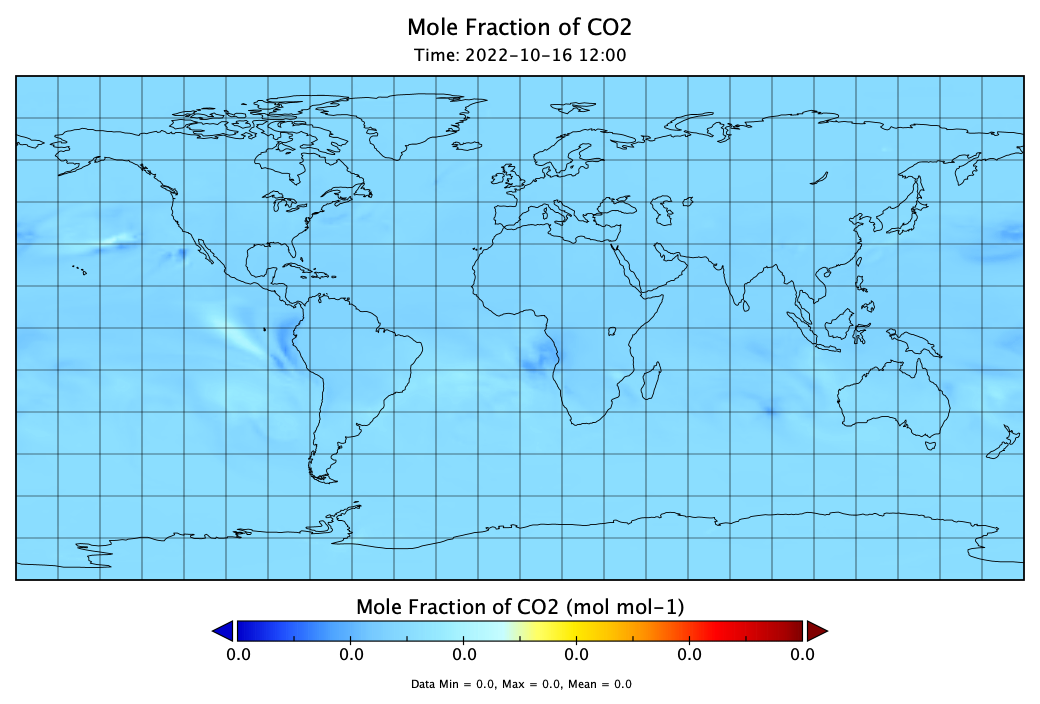 Mole Fraction of CO2
Time: 2022-10-16 12:00
Mole Fraction of CO2 (mol mol-1)
0.0 0.0 0.0 0.0 0.0 0.0
Data Min = 0.0, Max = 0.0, Mean = 0.0